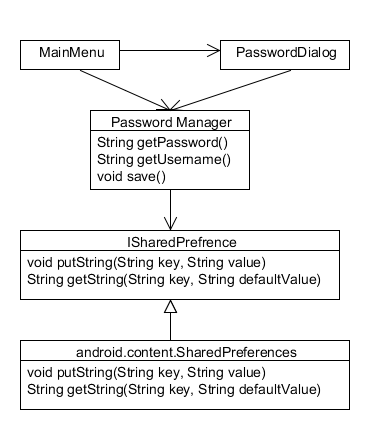 MainMenu
PasswordDialog
Password Manager
String getPassword()
String getUsername()
void save()
ISharedPrefrence
void putString(String key, String value)
String getString(String key, String defaultValue)
android.content.SharedPreferences
void putString(String key, String value)
String getString(String key, String defaultValue)